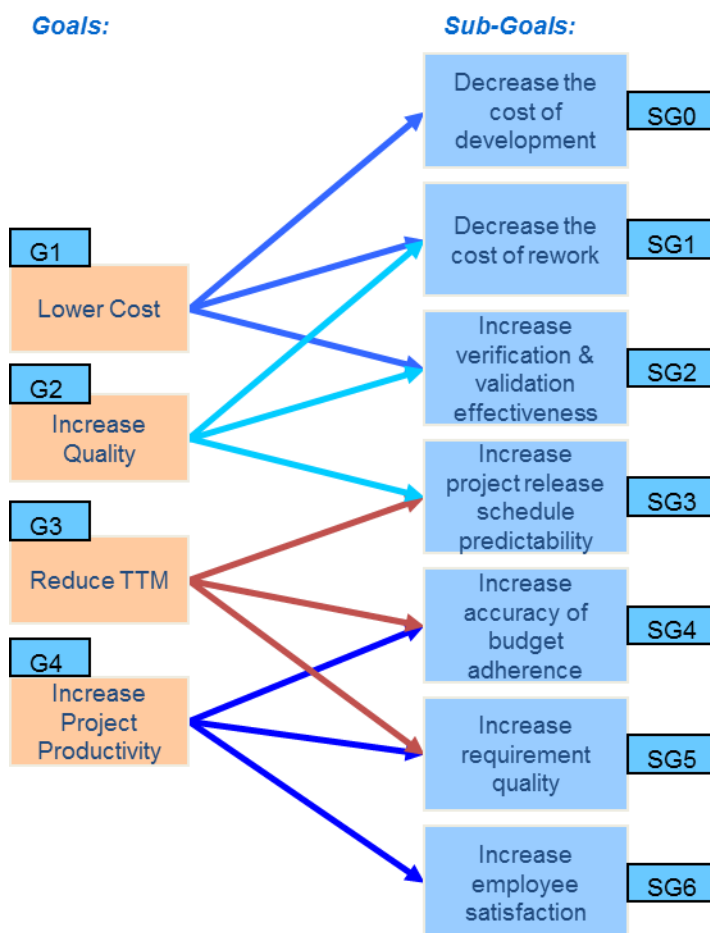 Goals:
Sub-Goals:
Decrease the
cost of
development
SG0
Decrease the
cost of rework
SG1
G1
Lower Cost
Increase
verification &
validation
effectiveness
SG2
G2
Increase
Quality
Increase
project release
schedule
predictability
SG3
G3
Reduce TTM
Increase
accuracy of
budget
adherence
SG4
G4
Increase
Project
Productivity
Increase
requirement
quality
SG5
Increase
employee
satisfaction
SG6